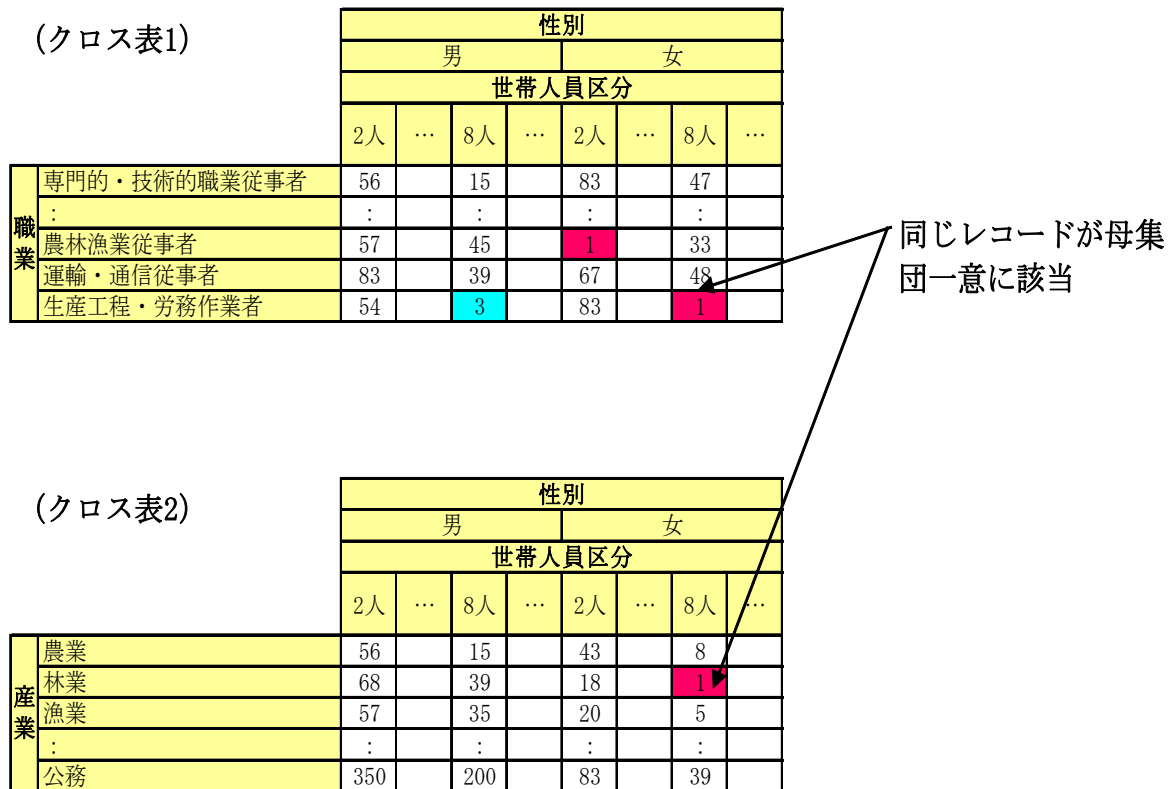 (クロス表1)
性別
男 女
世帯人員区分
2人 … 8人 … 2人 … 8人 …
職業
専門的・技術的職業従事者 56 15 83 47
: : : : :
農林漁業従事者 57 45 1 33
運輸・通信従事者 83 39 67 48
生産工程・労務作業者 54 3 83 1
同じレコードが母集
団一意に該当
(クロス表2)
性別
男 女
世帯人員区分
2人 … 8人 … 2人 … 8人 …
産業
農業 56 15 43 8
林業 68 39 18 1
漁業 57 35 20 5
: : : : :
公務 350 200 83 39